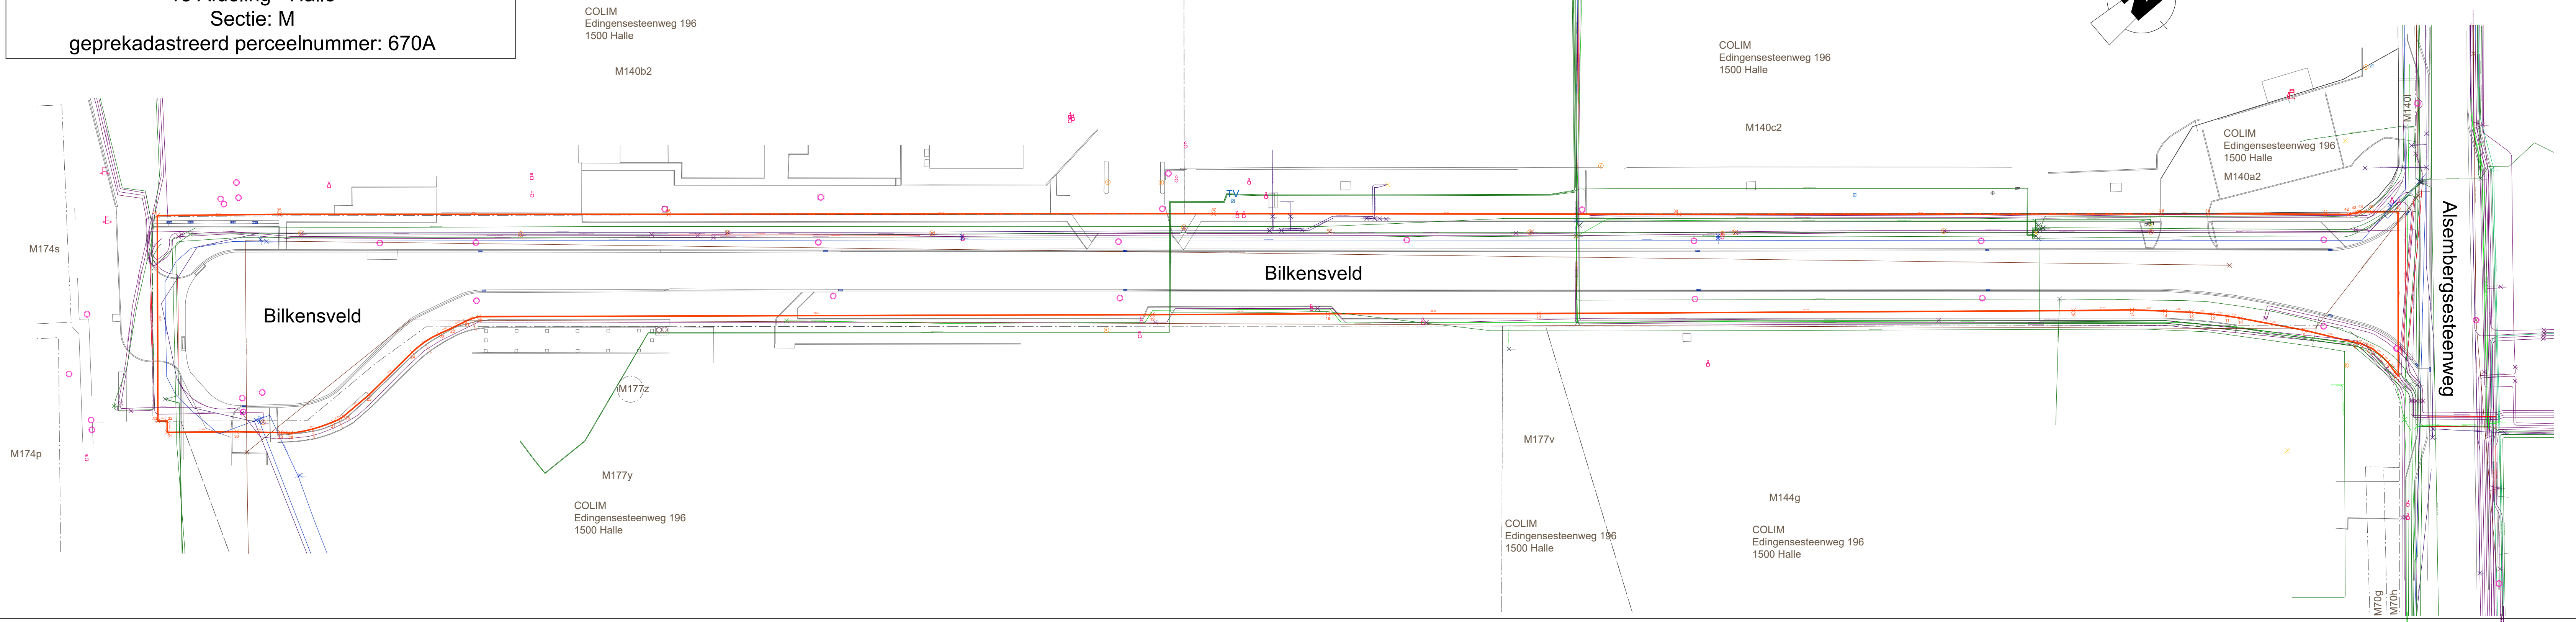 Sectie: M
geprekadastreerd perceelnummer: 670A
COLIM
Edingensesteenweg 196
1500 Halle
M140b2
COLIM
Edingensesteenweg 196
1500 Halle
M140c2
M140l
COLIM
Edingensesteenweg 196
1500 Halle
M140a2
TV
M174s
Bilkensveld
Bilkensveld
Alsembergsesteenweg
M177z
M174p
M177y
COLIM
Edingensesteenweg 196
1500 Halle
M177v
COLIM
Edingensesteenweg 196
1500 Halle
M144g
COLIM
Edingensesteenweg 196
1500 Halle
M70g
M70h